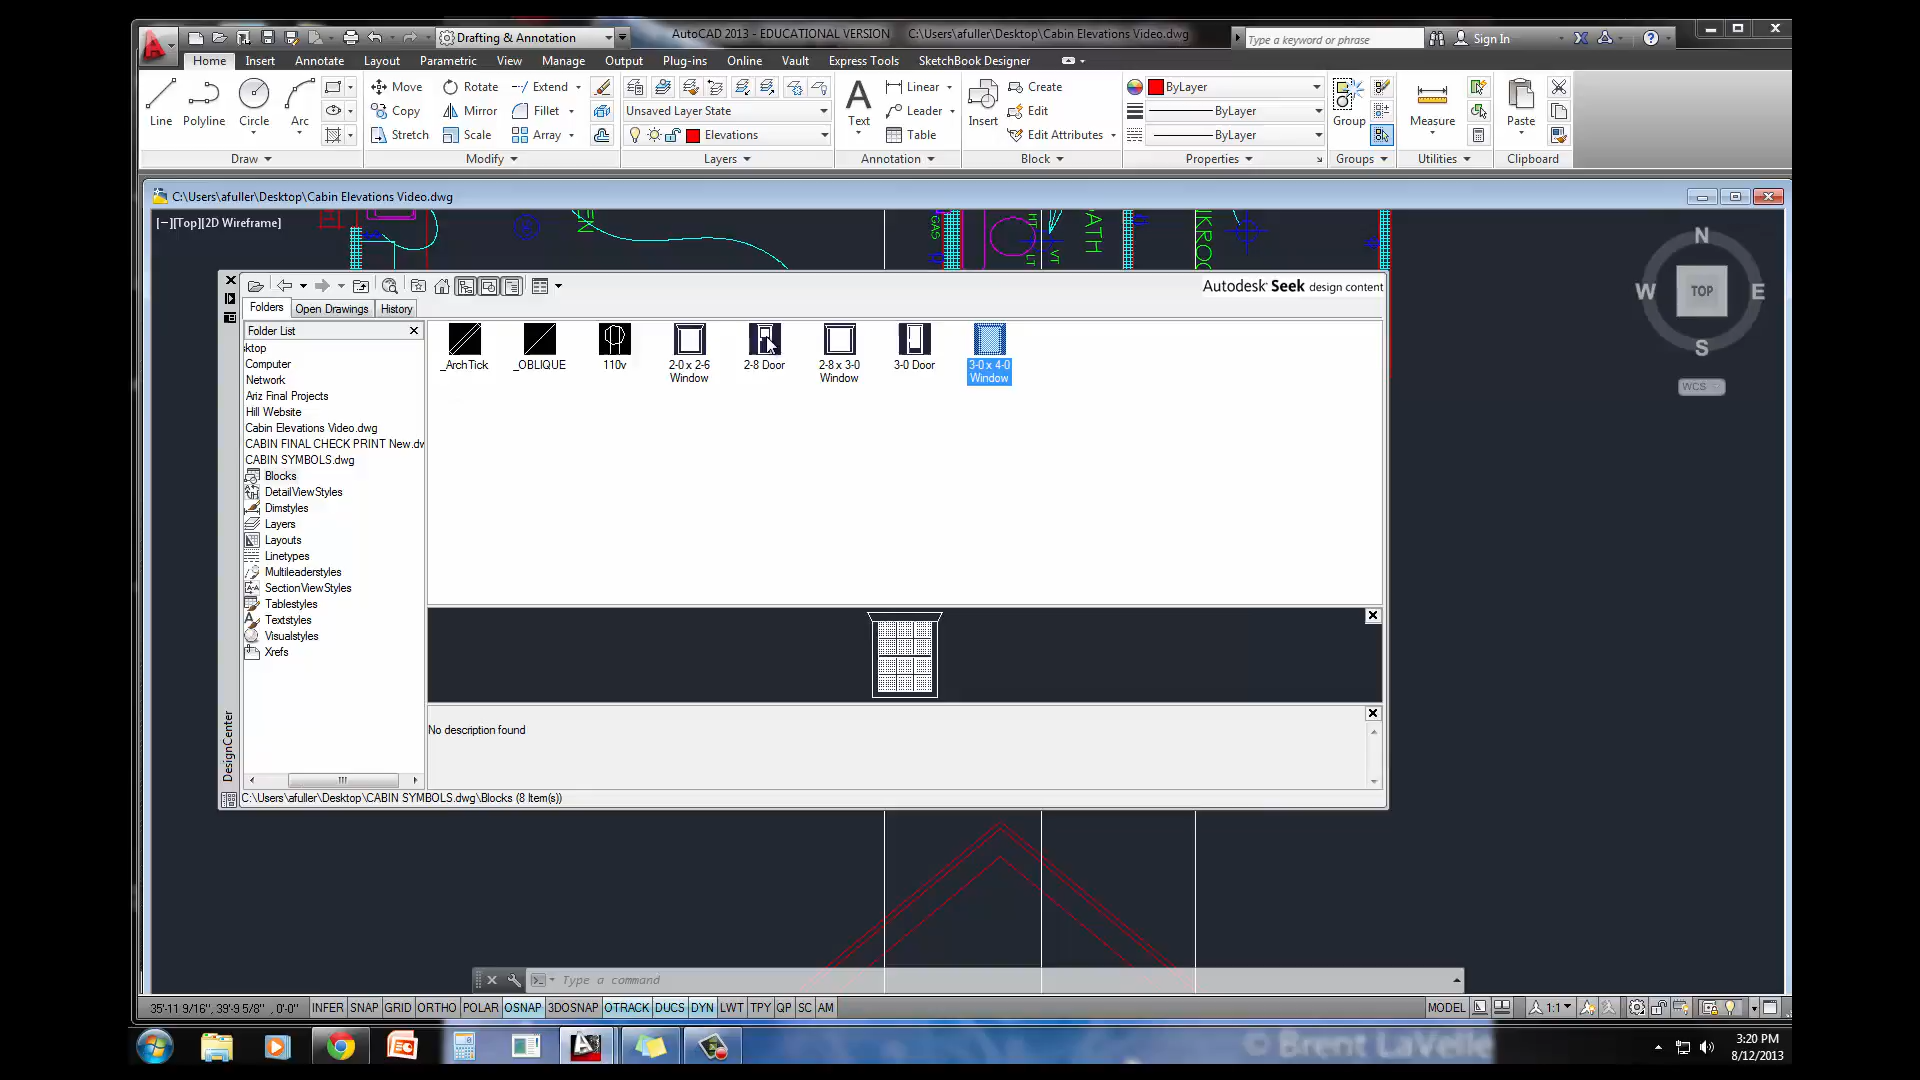 Drafting & Annotation
AutoCAD 2013 - EDUCATIONAL VERSION C:\Users\afuller\Desktop\Cabin Elevations Video.dwg
Type a keyword or phrase
Sign In
Home Insert Annotate Layout Parametric View Manage Output Plug-ins Online Vault Express Tools SketchBook Designer
Line Polyline Circle Arc
Move Rotate Extend
Copy Mirror Fillet
Stretch Scale Array
Unsaved Layer State
Elevations
Text
Linear
Leader
Table
Insert
Create
Edit
Edit Attributes
ByLayer
ByLayer
ByLayer
Group
Measure
Paste
Draw Modify Layers Annotation Block Properties Groups Utilities Clipboard
C:\Users\afuller\Desktop\Cabin Elevations Video.dwg
[−][Top][2D Wireframe]
EN
GAS
HT
LT
VT
ATH
N
W
TOP
E
S
WCS
Autodesk Seek design content
Folders Open Drawings History
Folder List
sktop
Computer
Network
Ariz Final Projects
Hill Website
Cabin Elevations Video.dwg
CABIN FINAL CHECK PRINT New.dw
CABIN SYMBOLS.dwg
Blocks
DetailViewStyles
Dimstyles
Layers
Layouts
Linetypes
Multileaderstyles
SectionViewStyles
Tablestyles
Textstyles
Visualstyles
Xrefs
_ArchTick
_OBLIQUE
110v
2-0 x 2-6
Window
2-8 Door
2-8 x 3-0
Window
3-0 Door
3-0 x 4-0
Window
No description found
DesignCenter
C:\Users\afuller\Desktop\CABIN SYMBOLS.dwg\Blocks (8 Item(s))
Type a command
35'-11 9/16", 39'-9 5/8" , 0'-0"
INFER SNAP GRID ORTHO POLAR OSNAP 3DOSNAP OTRACK DUCS DYN LWT TPY QP SC AM
MODEL
1:1
© Brent LaVelle
3:20 PM
8/12/2013